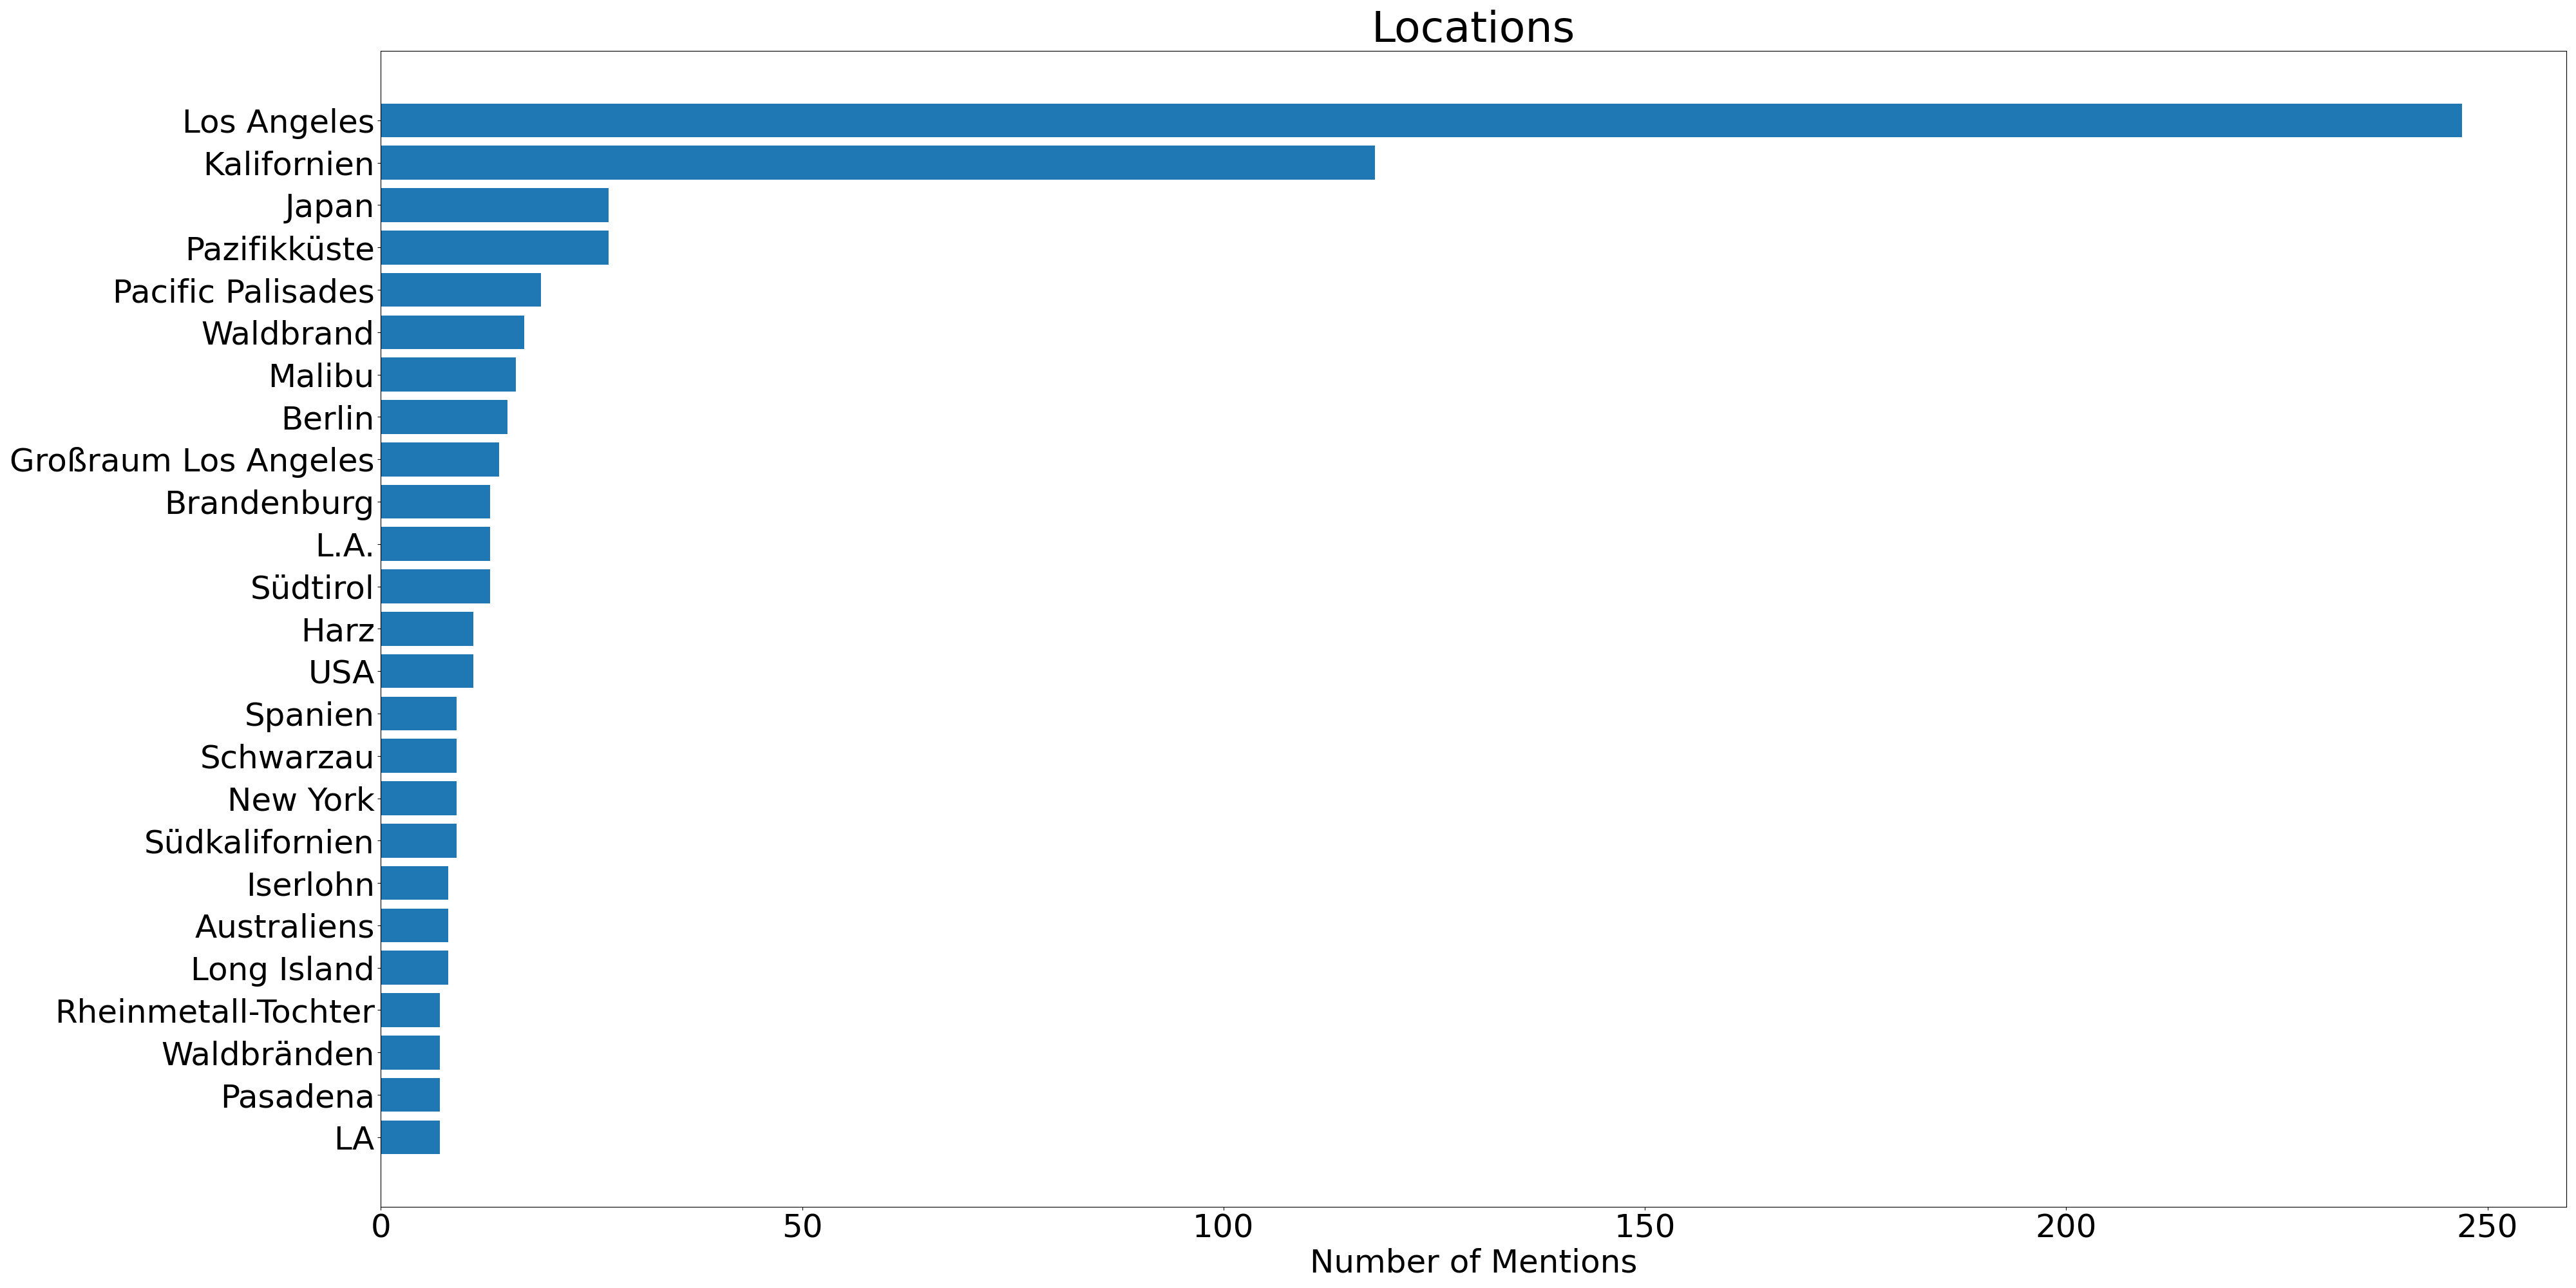 Locations
Los Angeles
Kalifornien
Japan
Pazifikküste
Pacific Palisades
Waldbrand
Malibu
Berlin
Großraum Los Angeles
Brandenburg
L.A.
Südtirol
Harz
USA
Spanien
Schwarzau
New York
Südkalifornien
Iserlohn
Australiens
Long Island
Rheinmetall-Tochter
Waldbränden
Pasadena
LA
0 50 100 150 200 250
Number of Mentions